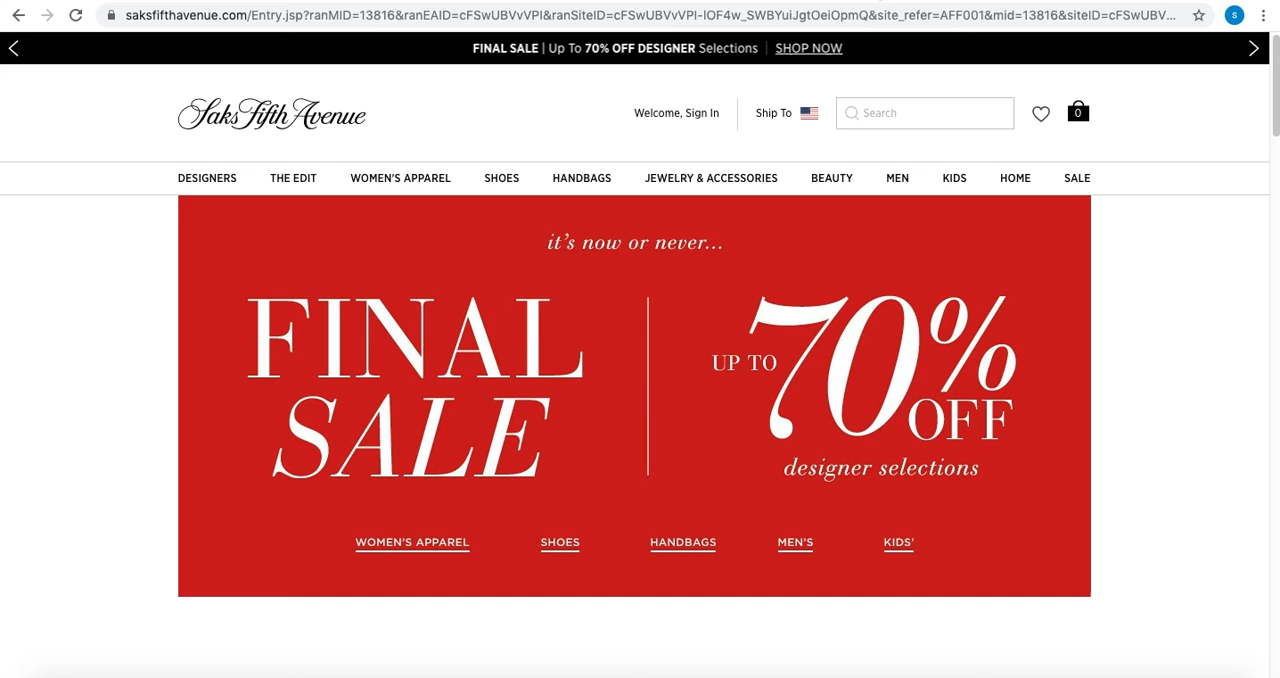 saksfifthavenue.com/Entry.jsp?ranMID=13816&ranEAID=cFSwUBVvVPI&ranSiteID=cFSwUBVvVPI-IOF4w_SWBYuiJgtOeiOpmQ&site_refer=AFF001&mid=13816&siteID=cFSwUBV...
S
FINAL SALE | Up To 70% OFF DESIGNER Selections | SHOP NOW
Saks Fifth Avenue
Welcome, Sign In
Ship To
Search
0
DESIGNERS THE EDIT WOMEN'S APPAREL SHOES HANDBAGS JEWELRY & ACCESSORIES BEAUTY MEN KIDS HOME SALE
it's now or never...
FINAL
SALE
UP TO 70% OFF
designer selections
WOMEN'S APPAREL SHOES HANDBAGS MEN'S KIDS'